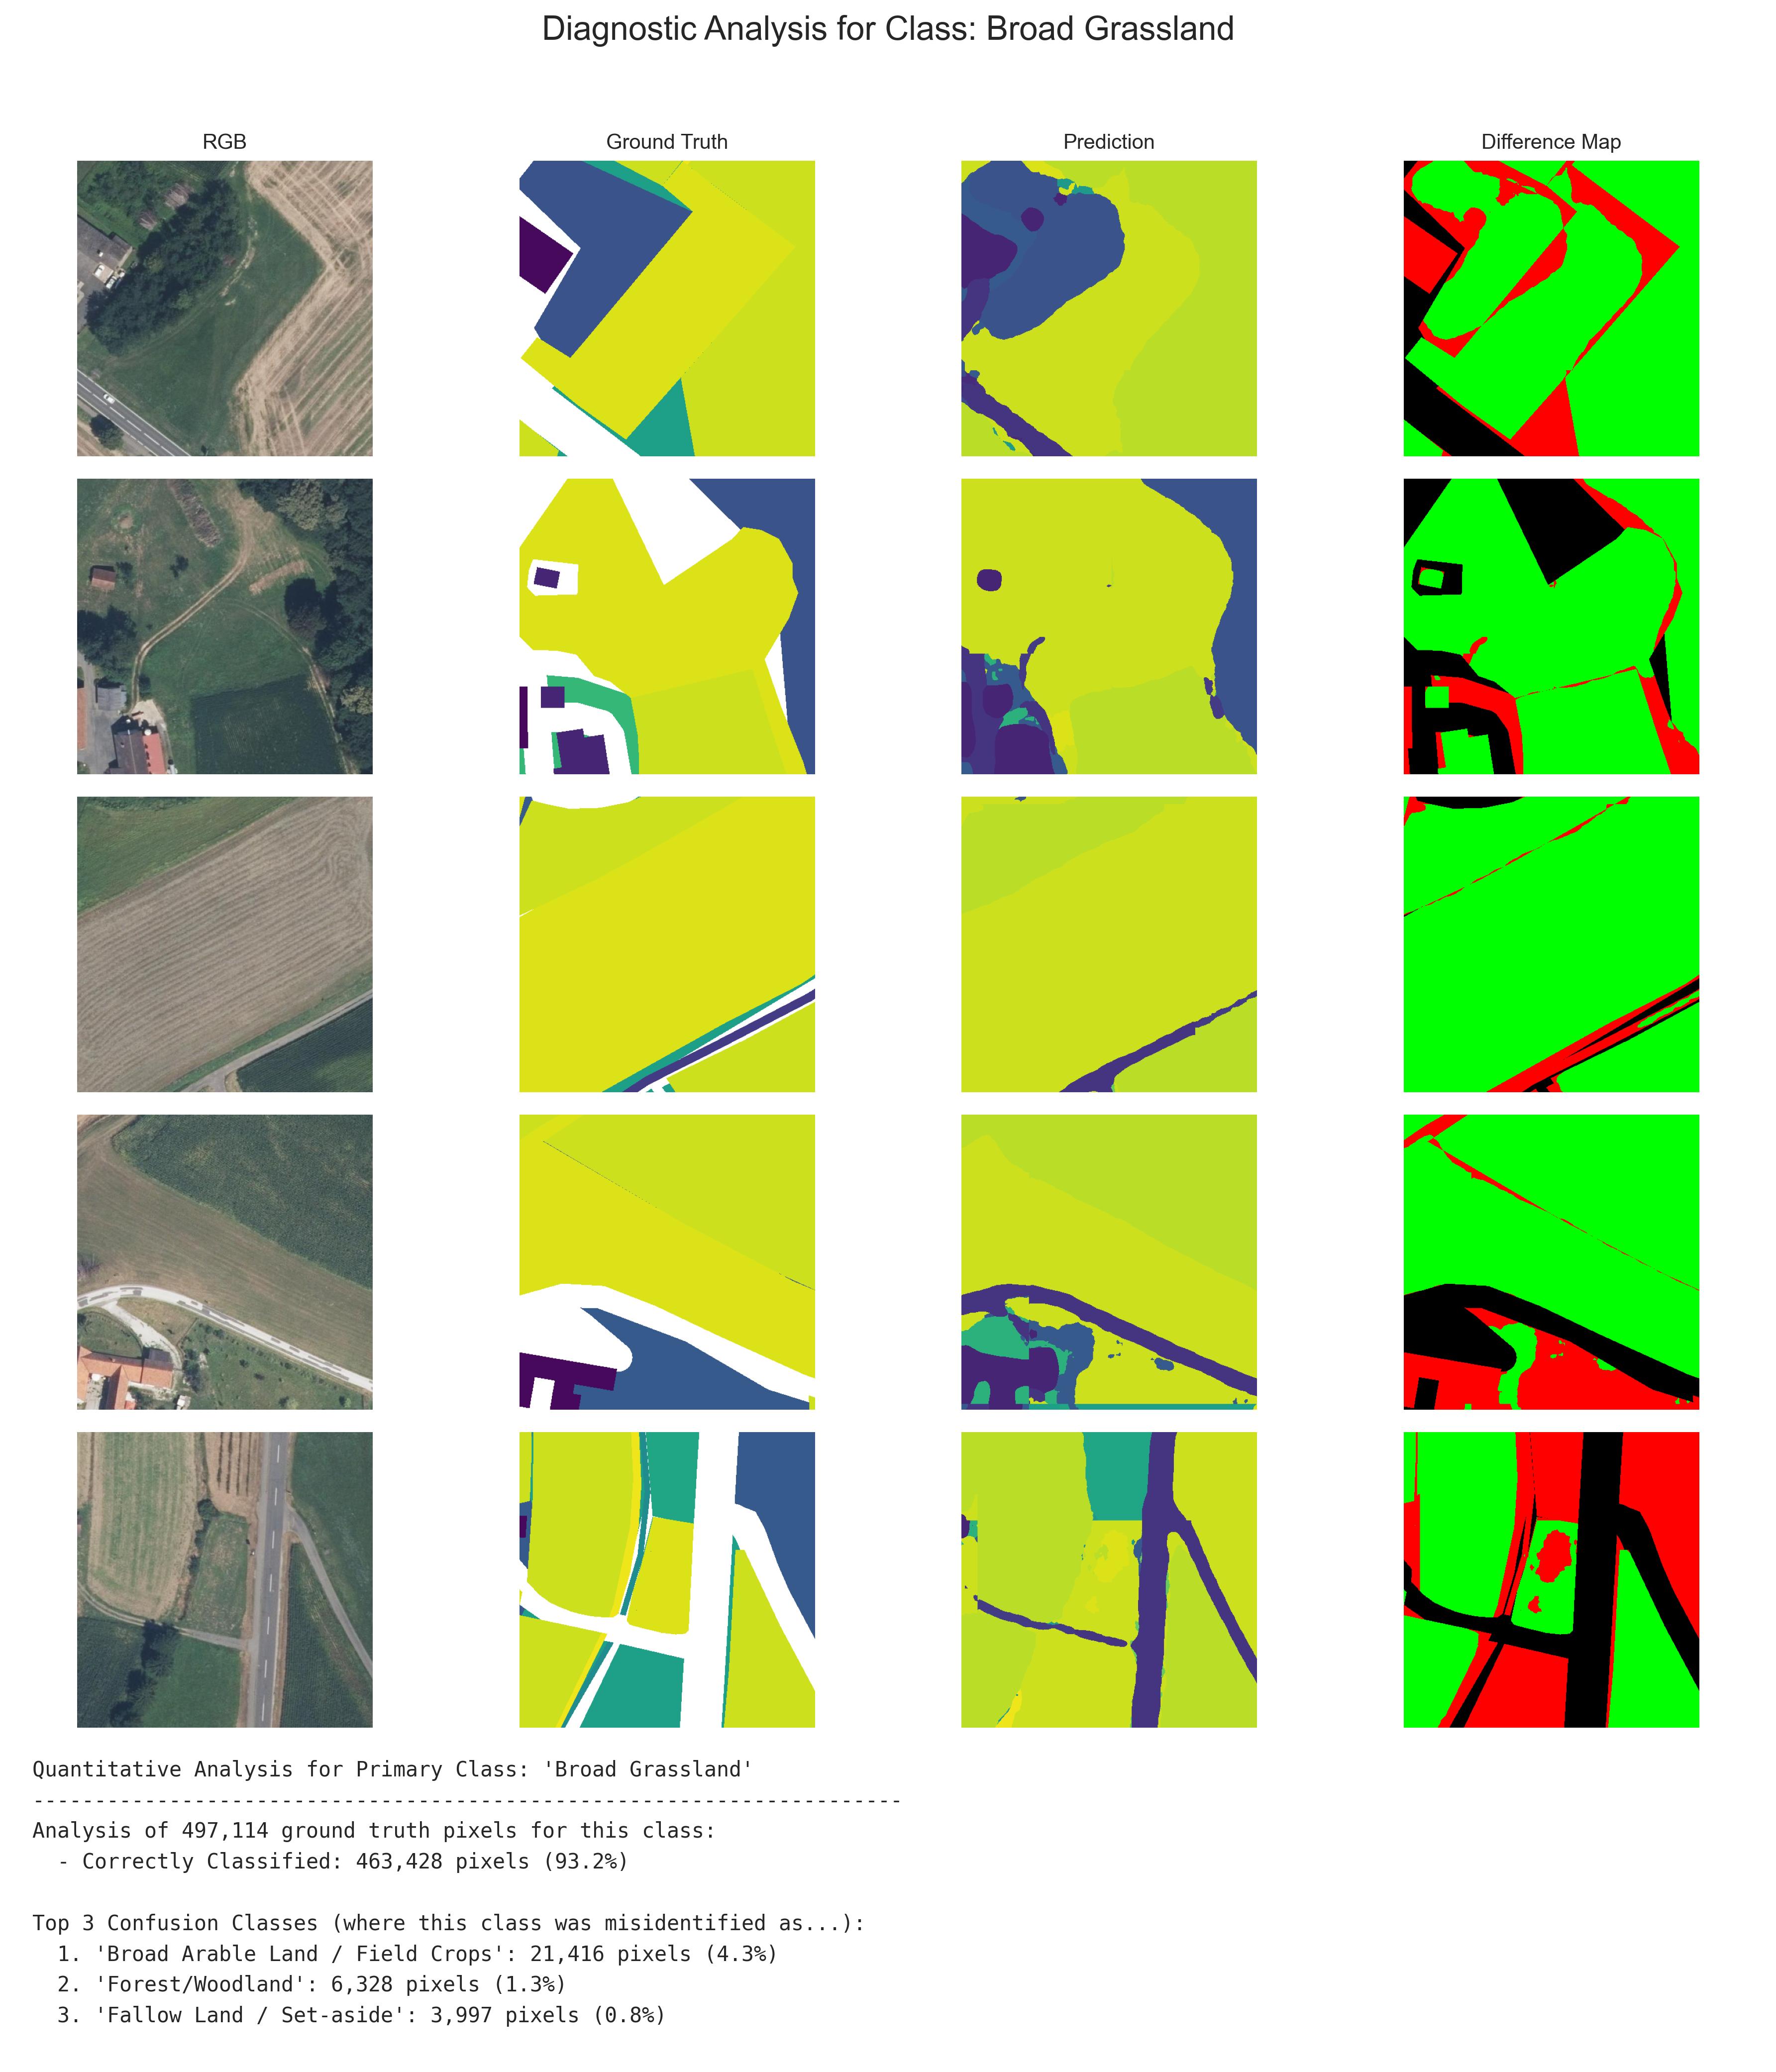 Diagnostic Analysis for Class: Broad Grassland
RGB Ground Truth Prediction Difference Map
Quantitative Analysis for Primary Class: 'Broad Grassland'
----------------------------------------------------------------------
Analysis of 497,114 ground truth pixels for this class:
- Correctly Classified: 463,428 pixels (93.2%)
Top 3 Confusion Classes (where this class was misidentified as...):
1. 'Broad Arable Land / Field Crops': 21,416 pixels (4.3%)
2. 'Forest/Woodland': 6,328 pixels (1.3%)
3. 'Fallow Land / Set-aside': 3,997 pixels (0.8%)